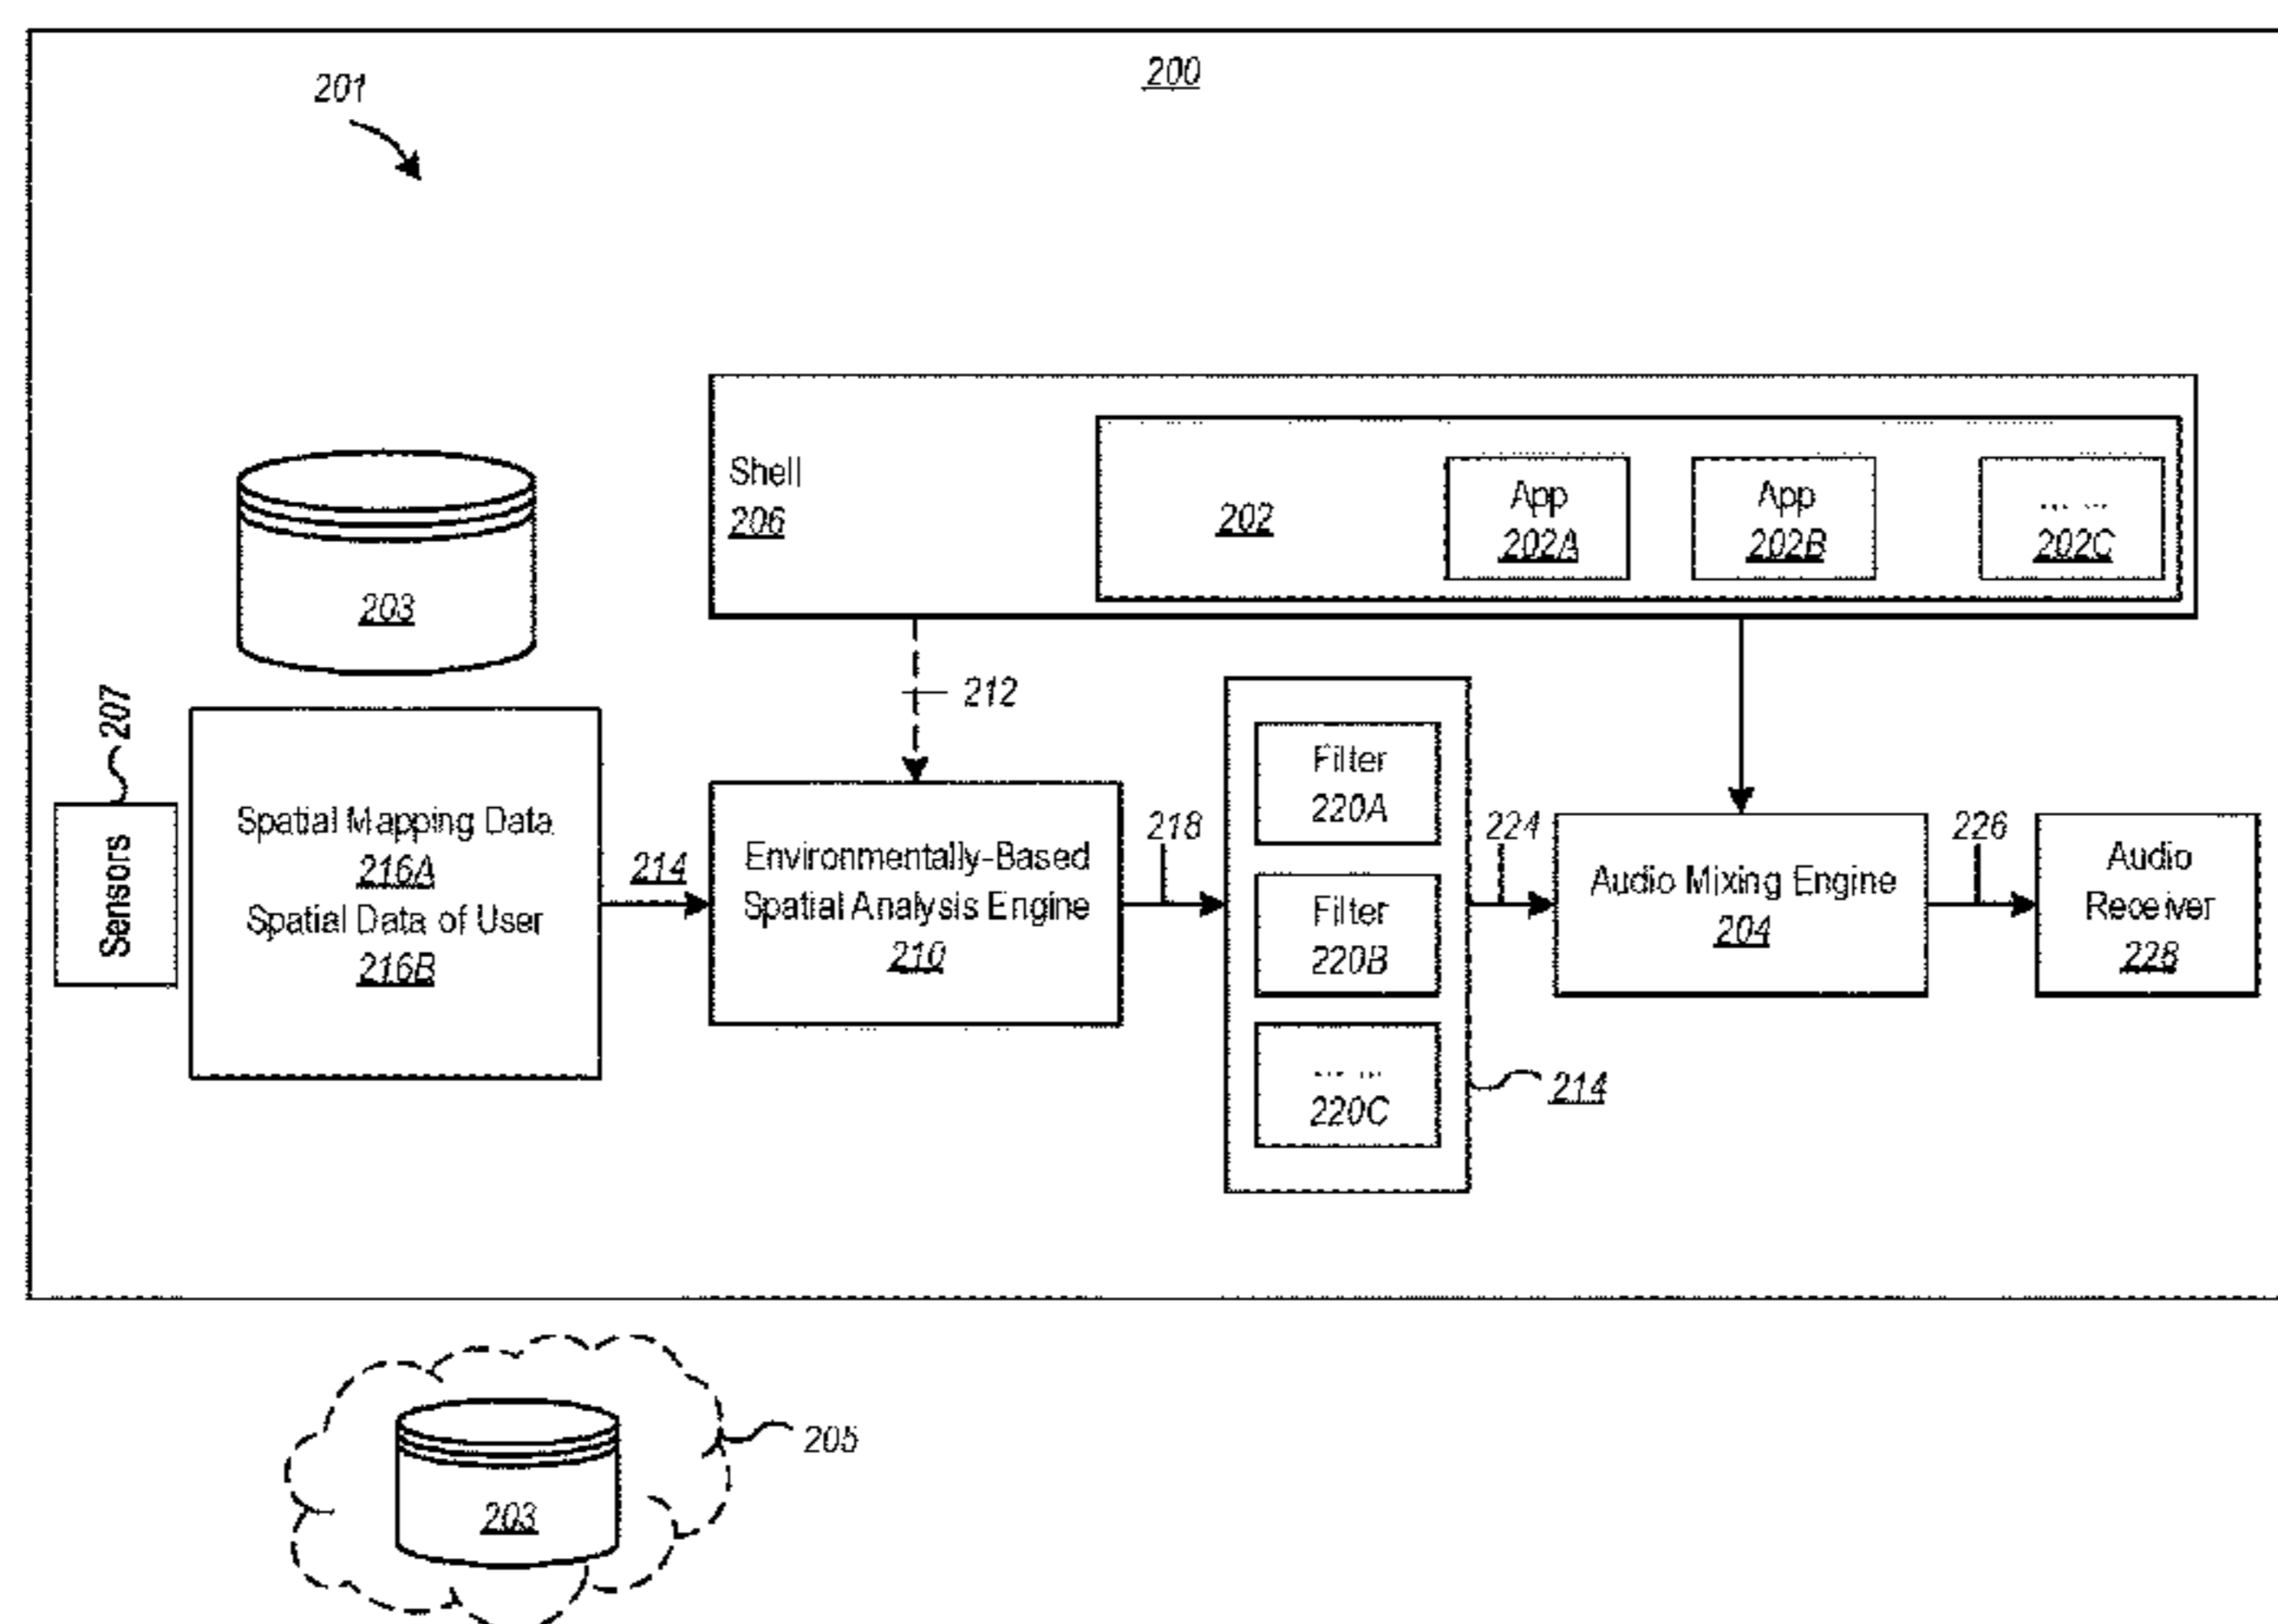 200
201
Shell
206
202
App
202A
App
202B
202C
203
207
212
Sensors
Spatial Mapping Data
216A
Spatial Data of User
216B
214
Environmentally-Based
Spatial Analysis Engine
210
218
Filter
220A
Filter
220B
220C
214
224
Audio Mixing Engine
204
226
Audio
Receiver
228
205
203